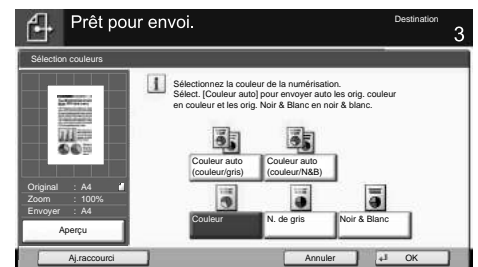 Prêt pour envoi.
Destination
3
Sélection couleurs
Sélectionnez la couleur de la numérisation.
Sélect. [Couleur auto] pour envoyer auto les orig. couleur
en couleur et les orig. Noir & Blanc en noir & blanc.
Couleur auto
(couleur/gris)
Couleur auto
(couleur/N&B)
Original : A4
Zoom : 100%
Envoyer : A4
Couleur
N. de gris
Noir & Blanc
Aperçu
Aj.raccourci
Annuler
OK